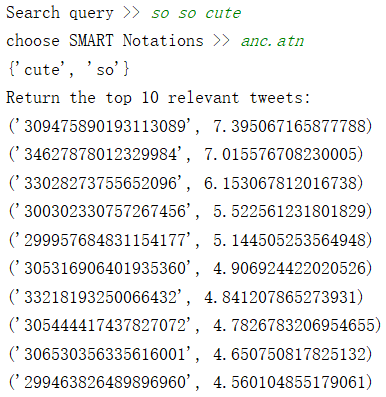 Search query >> so so cute
choose SMART Notations >> anc.atn
{'cute', 'so'}
Return the top 10 relevant tweets:
('309475890193113089', 7.395067165877788)
('34627878012329984', 7.015576708230005)
('33028273755652096', 6.153067812016738)
('300302330757267456', 5.522561231801829)
('299957684831154177', 5.144505253564948)
('305316906401935360', 4.906924422020526)
('33218193250066432', 4.841207865273931)
('305444417437827072', 4.7826783206954655)
('306530356335616001', 4.650750817825132)
('299463826489896960', 4.560104855179061)